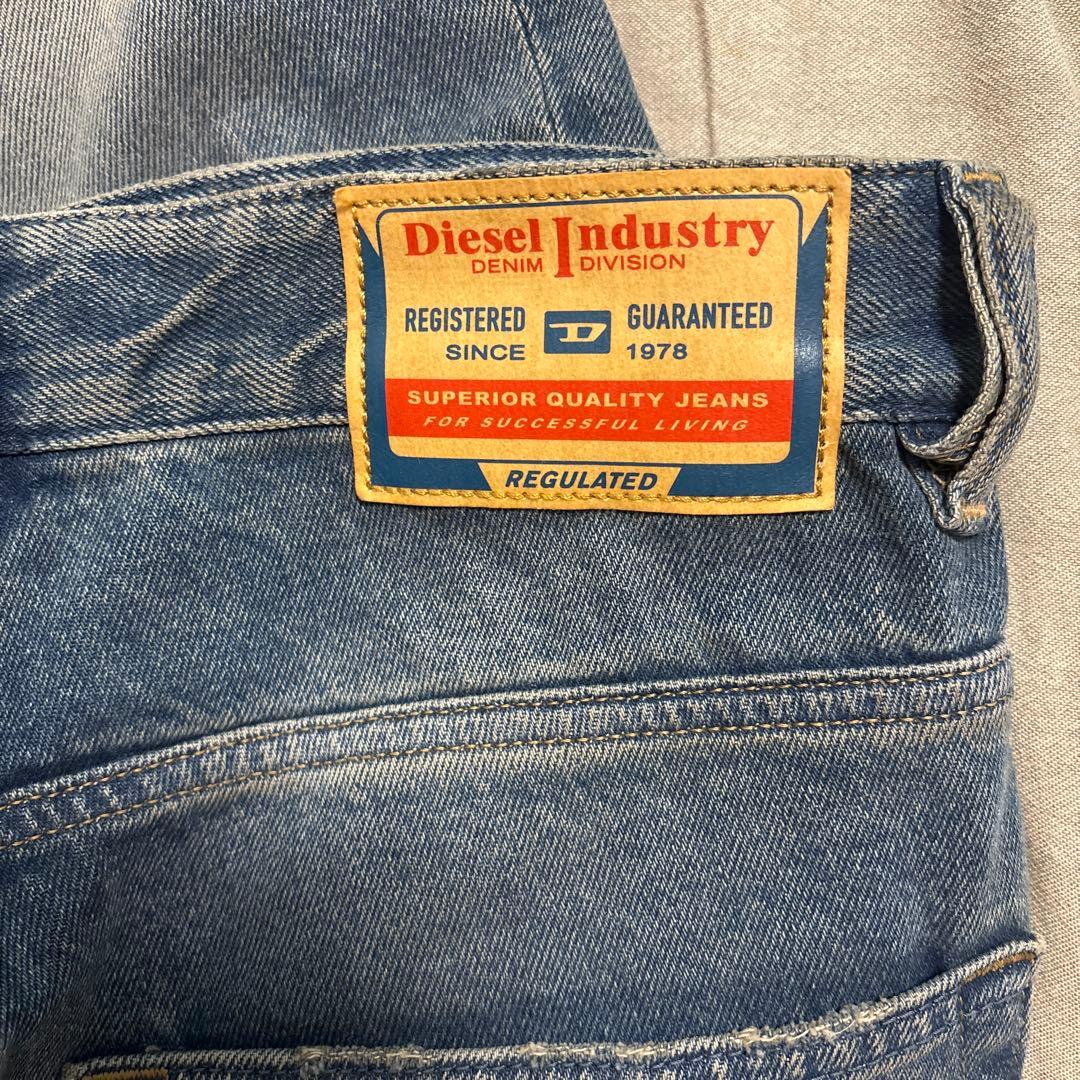 Diesel Industry
DENIM DIVISION
REGISTERED D GUARANTEED
SINCE 1978
SUPERIOR QUALITY JEANS
FOR SUCCESSFUL LIVING
REGULATED